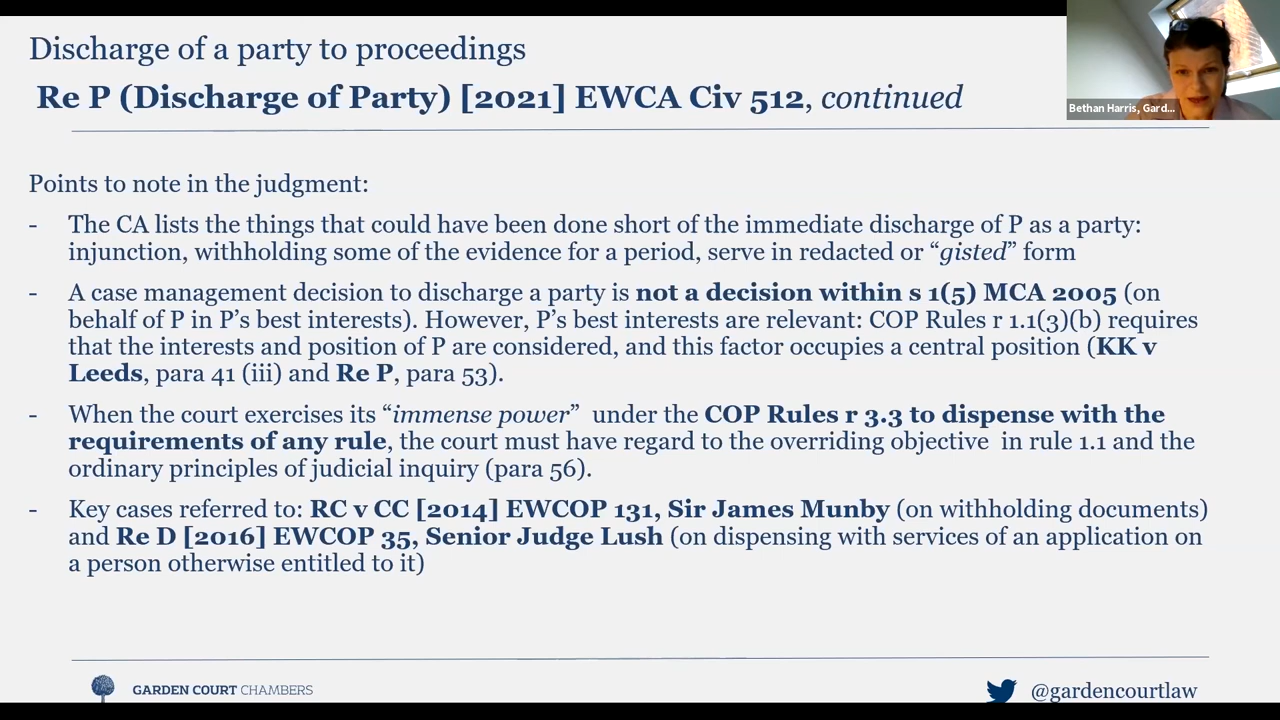 Discharge of a party to proceedings
Re P (Discharge of Party) [2021] EWCA Civ 512, continued
Bethan Harris, Gard...
Points to note in the judgment:
- The CA lists the things that could have been done short of the immediate discharge of P as a party:
injunction, withholding some of the evidence for a period, serve in redacted or “gisted” form
- A case management decision to discharge a party is not a decision within s 1(5) MCA 2005 (on
behalf of P in P’s best interests). However, P’s best interests are relevant: COP Rules r 1.1(3)(b) requires
that the interests and position of P are considered, and this factor occupies a central position (KK v
Leeds, para 41 (iii) and Re P, para 53).
- When the court exercises its “immense power” under the COP Rules r 3.3 to dispense with the
requirements of any rule, the court must have regard to the overriding objective in rule 1.1 and the
ordinary principles of judicial inquiry (para 56).
- Key cases referred to: RC v CC [2014] EWCOP 131, Sir James Munby (on withholding documents)
and Re D [2016] EWCOP 35, Senior Judge Lush (on dispensing with services of an application on
a person otherwise entitled to it)
GARDEN COURT CHAMBERS
@gardencourtlaw